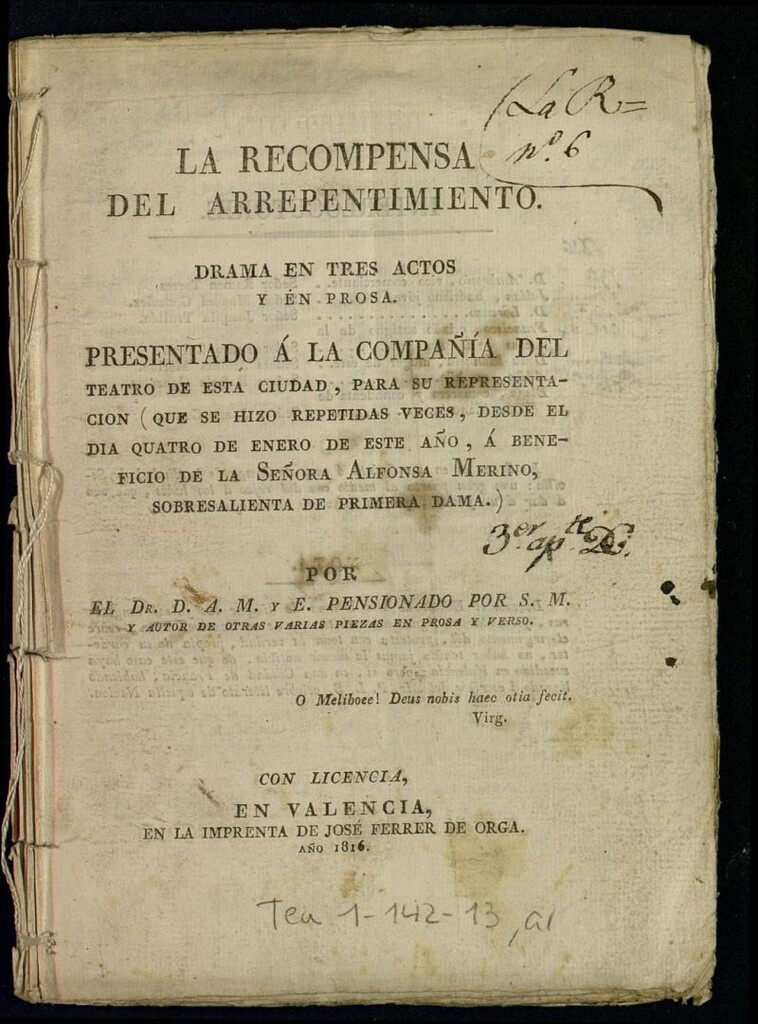 (La R=
nº. 6
LA RECOMPENSA
DEL ARREPENTIMIENTO.
DRAMA EN TRES ACTOS
Y ÉN PROSA.
PRESENTADO Á LA COMPAÑÍA DEL
TEATRO DE ESTA CIUDAD, PARA SU REPRESENTA-
CION (QUE SE HIZO REPETIDAS VECES, DESDE EL
DIA QUATRO DE ENERO DE ESTE AÑO, Á BENE-
FICIO DE LA SEÑORA ALFONSA MERINO,
SOBRESALIENTA DE PRIMERA DAMA.)
3er. apte.
POR
EL DR. D. A. M. Y E. PENSIONADO POR S. M.
Y AUTOR DE OTRAS VARIAS PIEZAS EN PROSA Y VERSO.
O Meliboee! Deus nobis haec otia fecit.
Virg.
CON LICENCIA,
EN VALENCIA,
EN LA IMPRENTA DE JOSÉ FERRER DE ORGA.
AÑO 1816.
Tea 1-142-13, a1